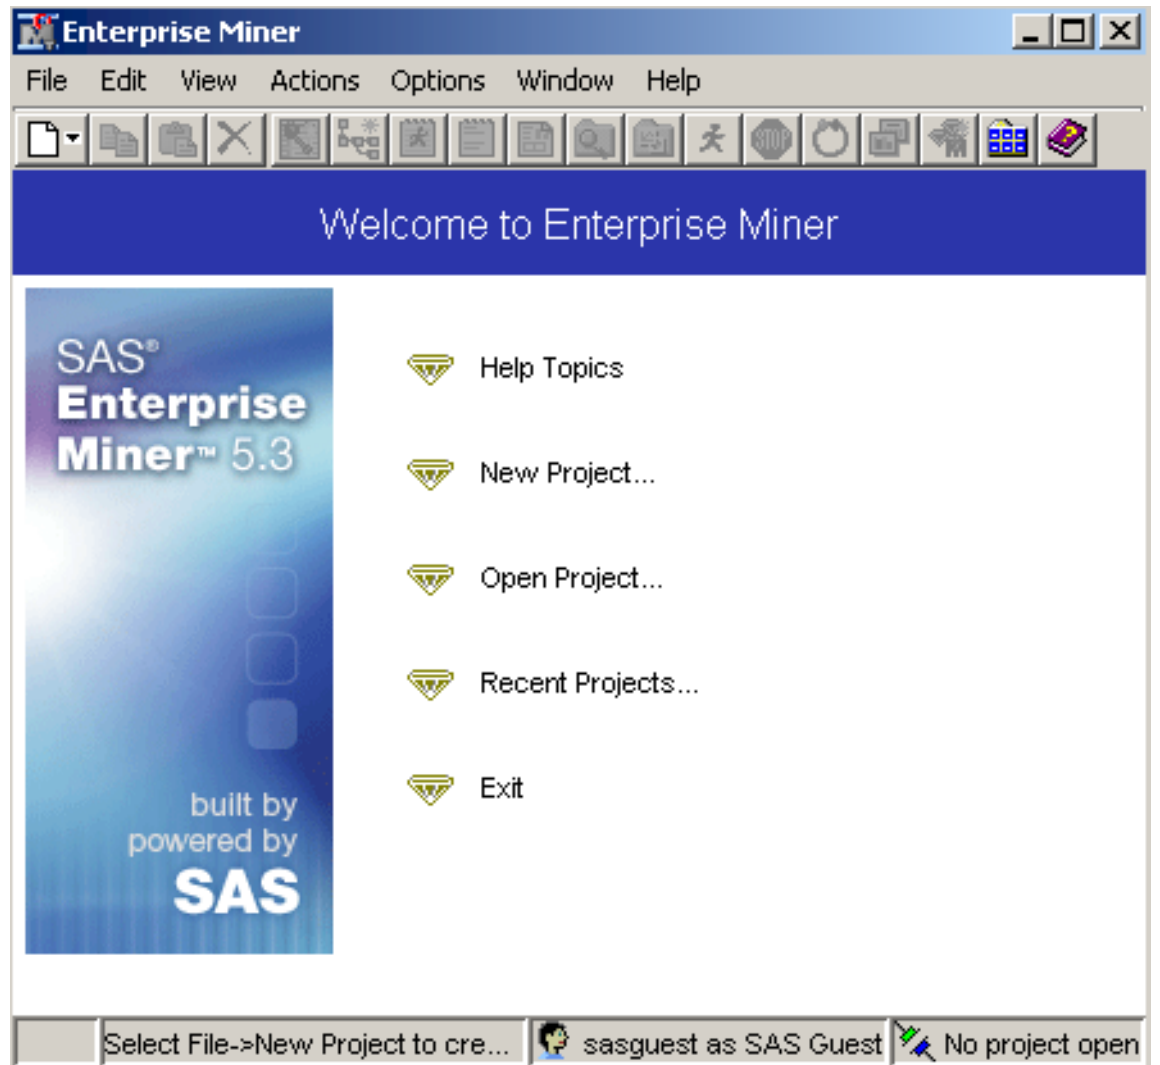 Enterprise Miner
File Edit View Actions Options Window Help
STOP
Welcome to Enterprise Miner
SAS®
Enterprise
Miner™ 5.3
built by
powered by
SAS
Help Topics
New Project...
Open Project...
Recent Projects...
Exit
Select File->New Project to cre...
sasguest as SAS Guest
No project open